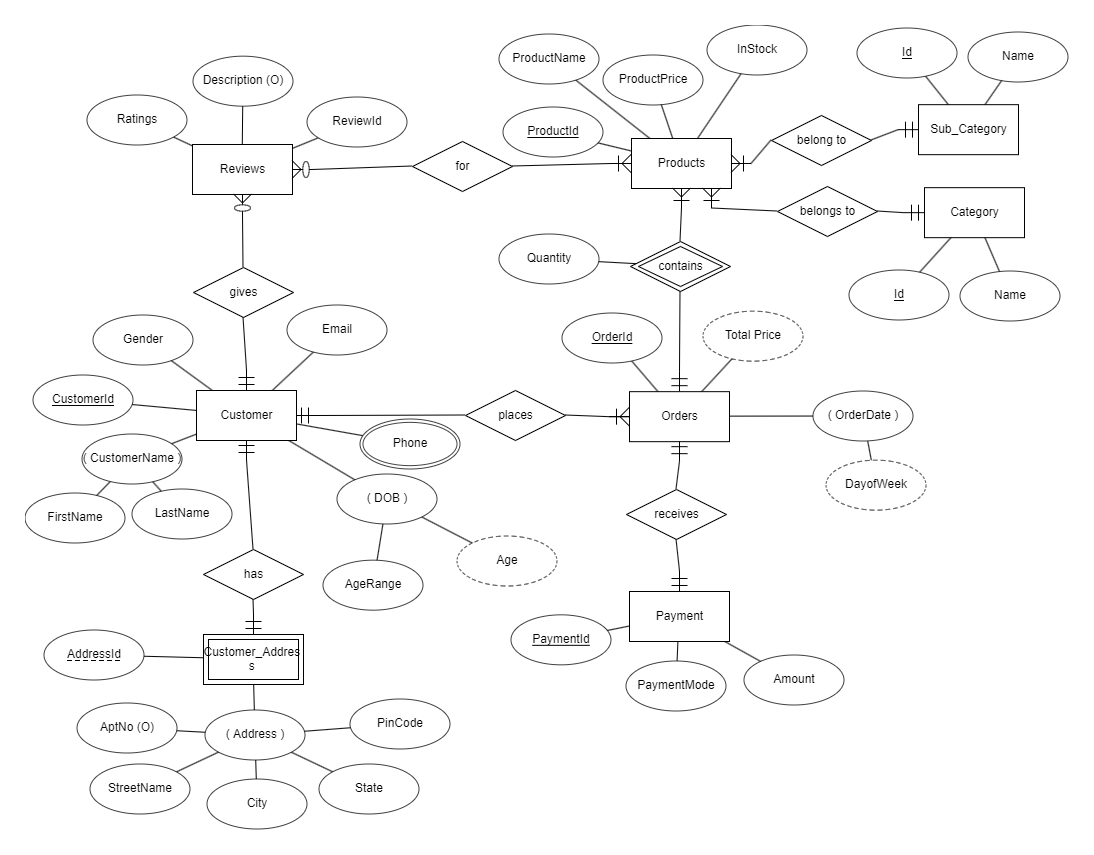 InStock
Id
Name
ProductName
ProductPrice
Description (O)
Ratings
ReviewId
ProductId
Sub_Category
belong to
Reviews
for
Products
belongs to
Category
Quantity
contains
gives
Id
Name
Gender
Email
OrderId
Total Price
CustomerId
Customer
places
Orders
( OrderDate )
Phone
( CustomerName )
DayofWeek
( DOB )
FirstName
LastName
receives
Age
has
AgeRange
Payment
PaymentId
AddressId
Customer_Addres
s
PaymentMode
Amount
AptNo (O)
( Address )
PinCode
StreetName
City
State